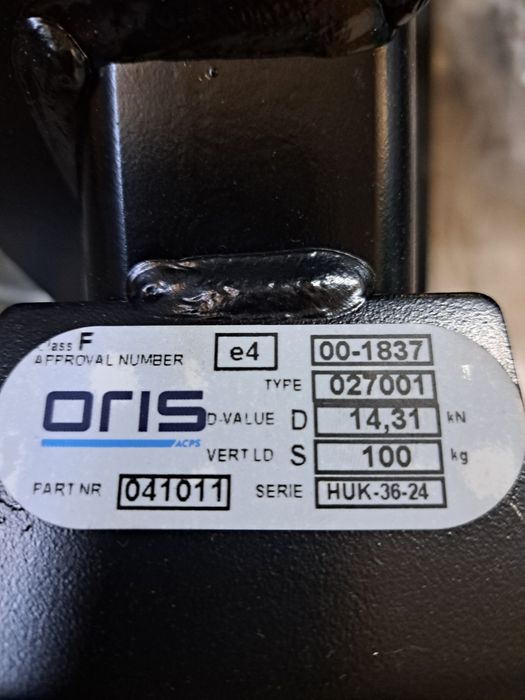 Class F
APPROVAL NUMBER e4 00-1837
TYPE 027001
oris D-VALUE D 14,31 kN
ACPS
VERT LD S 100 kg
PART NR 041011 SERIE HUK-36-24